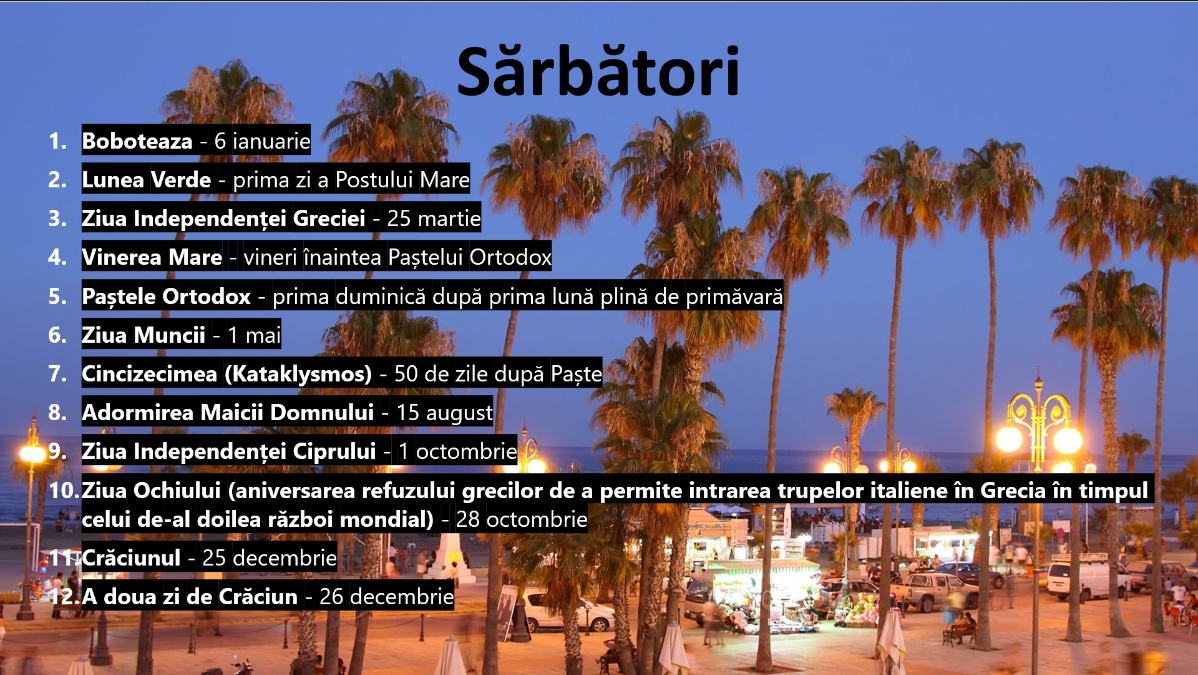 Sărbători
1. Boboteaza - 6 ianuarie
2. Lunea Verde - prima zi a Postului Mare
3. Ziua Independenței Greciei - 25 martie
4. Vinerea Mare - vineri înaintea Paștelui Ortodox
5. Paștele Ortodox - prima duminică după prima lună plină de primăvară
6. Ziua Muncii - 1 mai
7. Cincizecimea (Kataklysmos) - 50 de zile după Paște
8. Adormirea Maicii Domnului - 15 august
9. Ziua Independenței Ciprului - 1 octombrie
10. Ziua Ochiului (aniversarea refuzului grecilor de a permite intrarea trupelor italiene în Grecia în timpul
celui de-al doilea război mondial) - 28 octombrie
11. Crăciunul - 25 decembrie
12. A doua zi de Crăciun - 26 decembrie